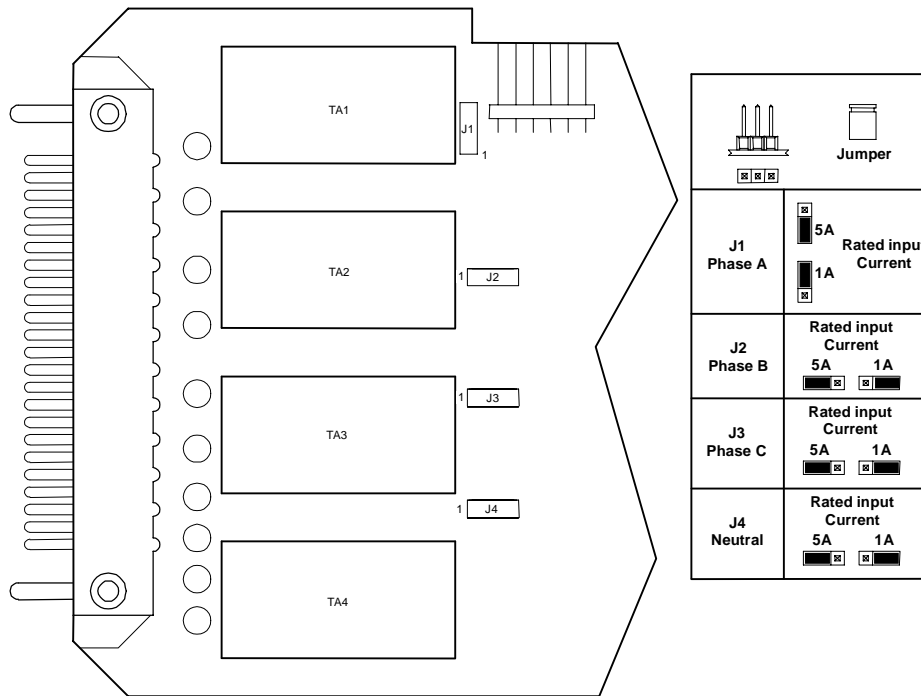 TA1
J1
1
TA2
1 J2
TA3
1 J3
1 J4
TA4
Jumper
J1
Phase A
5A
1A
Rated input
Current
J2
Phase B
Rated input
Current
5A 1A
J3
Phase C
Rated input
Current
5A 1A
J4
Neutral
Rated input
Current
5A 1A